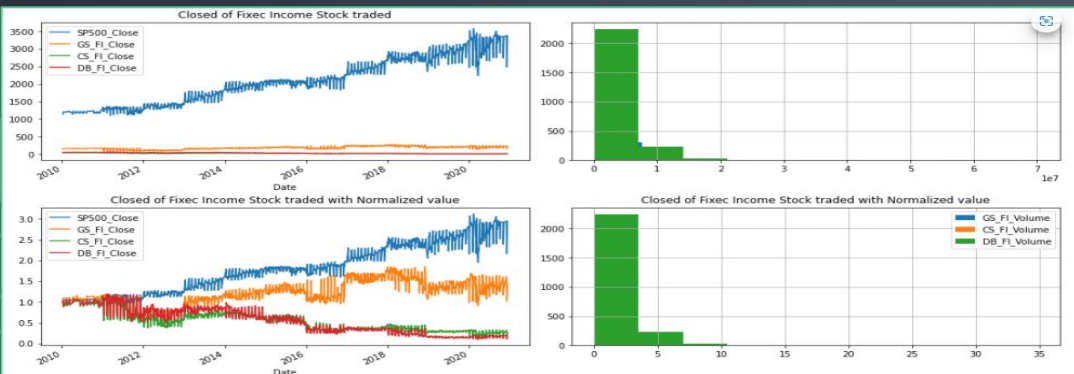 Closed of Fixec Income Stock traded
3500
3000
2500
2000
1500
1000
500
0
SP500_Close
GS_FI_Close
CS_FI_Close
DB_FI_Close
2010
2012
2014
2016
2018
2020
Date
2000
1500
1000
500
0
0 1 2 3 4 5 6 7
1e7
Closed of Fixec Income Stock traded with Normalized value
3.0
2.5
2.0
1.5
1.0
0.5
0.0
SP500_Close
GS_FI_Close
CS_FI_Close
DB_FI_Close
2010
2012
2014
2016
2018
2020
Date
Closed of Fixec Income Stock traded with Normalized value
2000
1500
1000
500
0
GS_FI_Volume
CS_FI_Volume
DB_FI_Volume
0 5 10 15 20 25 30 35